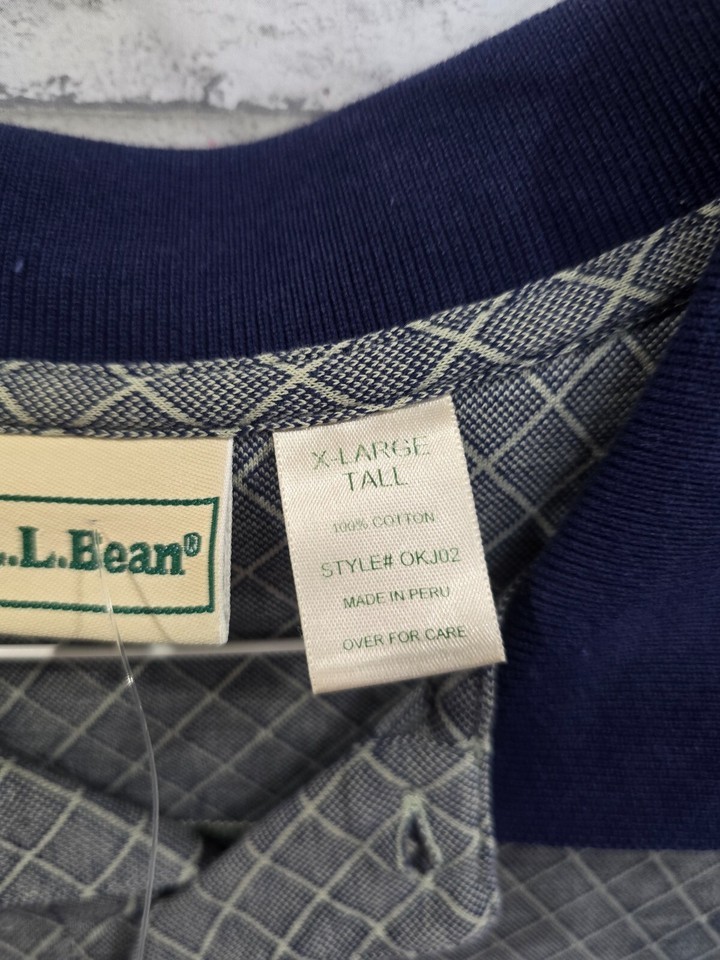 L.L.Bean®
X-LARGE
TALL
100% COTTON
STYLE# OKJ02
MADE IN PERU
OVER FOR CARE